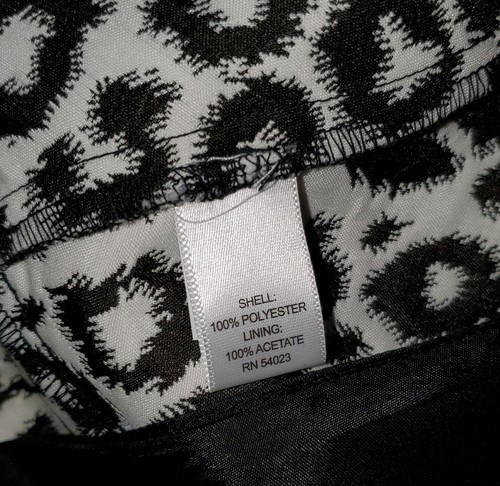 SHELL:
100% POLYESTER
LINING:
100% ACETATE
RN 54023